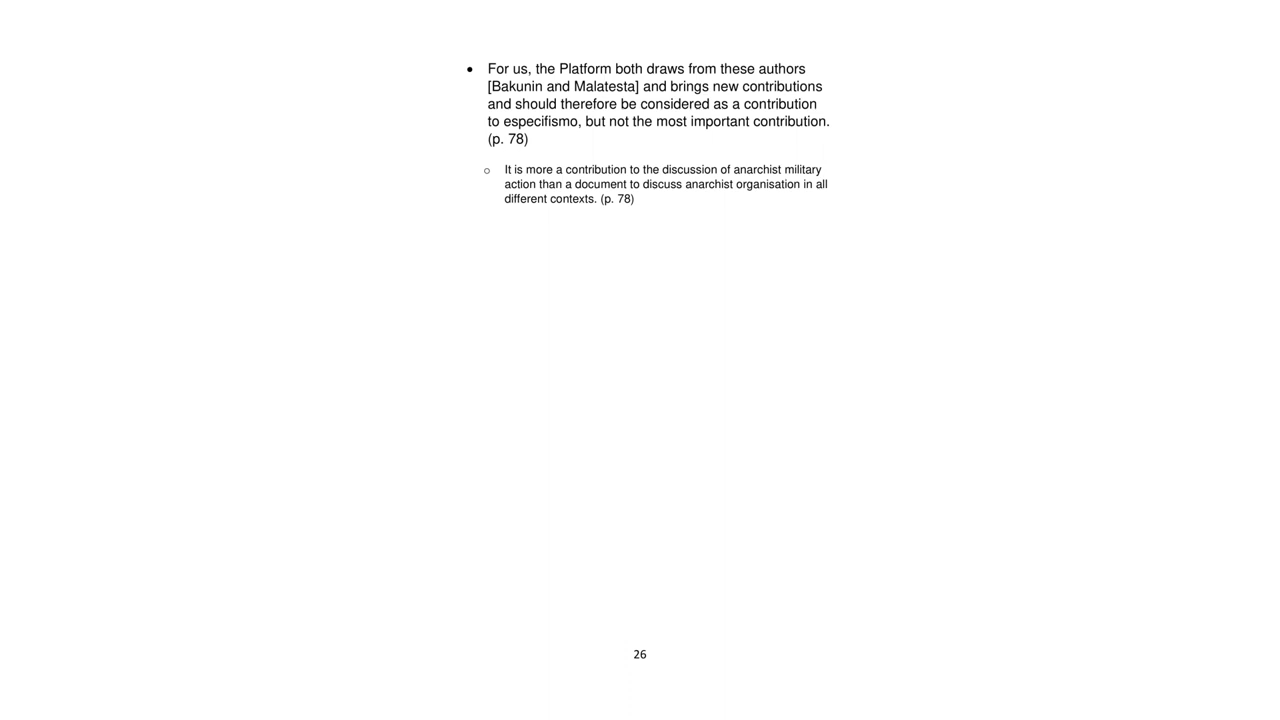 • For us, the Platform both draws from these authors
[Bakunin and Malatesta] and brings new contributions
and should therefore be considered as a contribution
to especifismo, but not the most important contribution.
(p. 78)
o It is more a contribution to the discussion of anarchist military
action than a document to discuss anarchist organisation in all
different contexts. (p. 78)
26